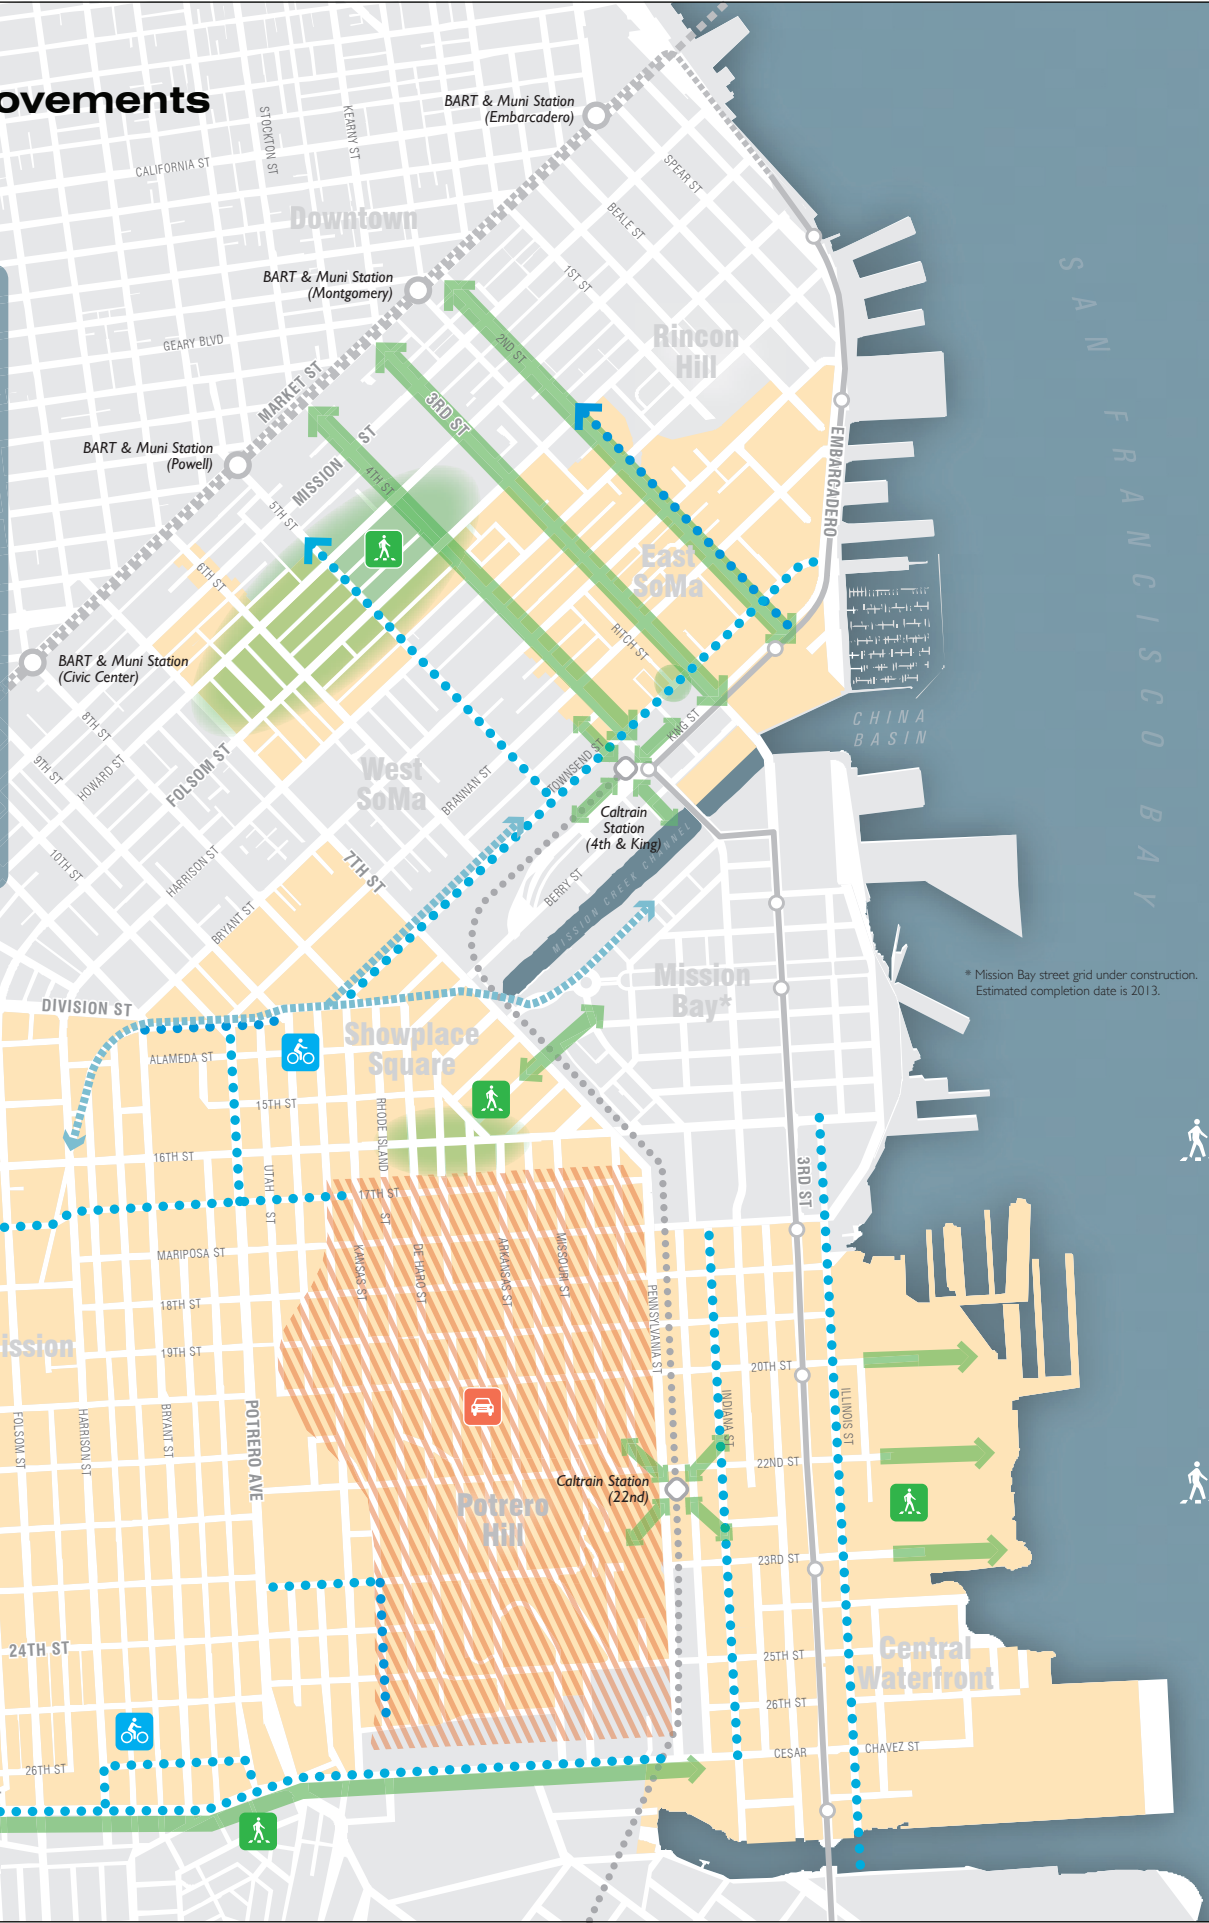 ovements
BART & Muni Station
(Embarcadero)
STOCKTON ST
KEARNY ST
CALIFORNIA ST
SPEAR ST
Downtown
BEALE ST
BART & Muni Station
(Montgomery)
1ST ST
SAN FRANCISCO BAY
GEARY BLVD
2ND ST
Rincon
Hill
MARKET ST
3RD ST
BART & Muni Station
(Powell)
MISSION ST
4TH ST
EMBARCADERO
5TH ST
6TH ST
East
SoMa
RITCH ST
BART & Muni Station
(Civic Center)
8TH ST
KING ST
CHINA
BASIN
9TH ST
HOWARD ST
FOLSOM ST
West
SoMa
TOWNSEND ST
BRANNAN ST
Caltrain
Station
(4th & King)
10TH ST
HARRISON ST
7TH ST
BERRY ST
MISSION CREEK CHANNEL
BRYANT ST
Mission
Bay*
* Mission Bay street grid under construction.
Estimated completion date is 2013.
DIVISION ST
Showplace
Square
ALAMEDA ST
15TH ST
RHODE ISLAND ST
16TH ST
UTAH ST
3RD ST
17TH ST
MARIPOSA ST
KANSAS ST
DE HARO ST
ARKANSAS ST
MISSOURI ST
PENNSYLVANIA ST
18TH ST
ission
19TH ST
20TH ST
FOLSOM ST
HARRISON ST
BRYANT ST
POTRERO AVE
INDIANA ST
ILLINOIS ST
22ND ST
Caltrain Station
(22nd)
Potrero
Hill
23RD ST
24TH ST
25TH ST
Central
Waterfront
26TH ST
CESAR CHAVEZ ST
26TH ST